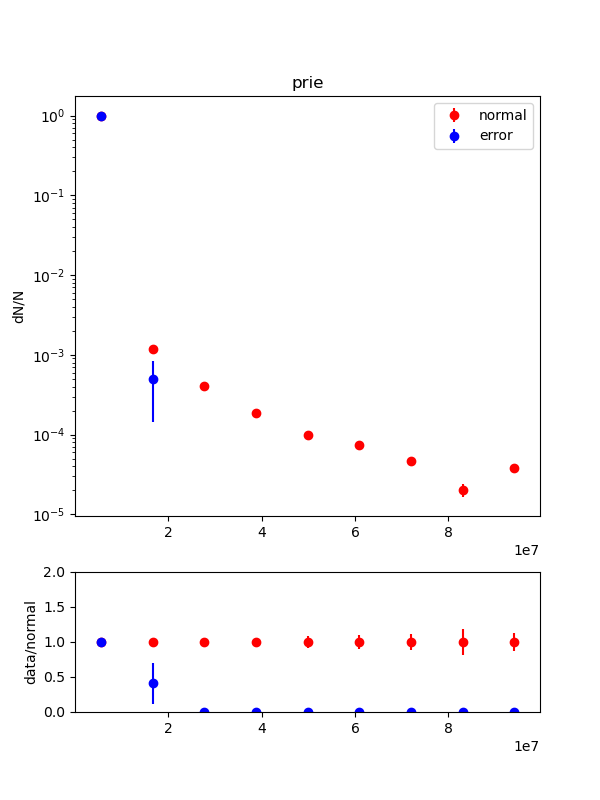 prie
normal
error
dN/N
10⁰
10⁻¹
10⁻²
10⁻³
10⁻⁴
10⁻⁵
2 4 6 8
1e7
data/normal
2.0
1.5
1.0
0.5
0.0
2 4 6 8
1e7